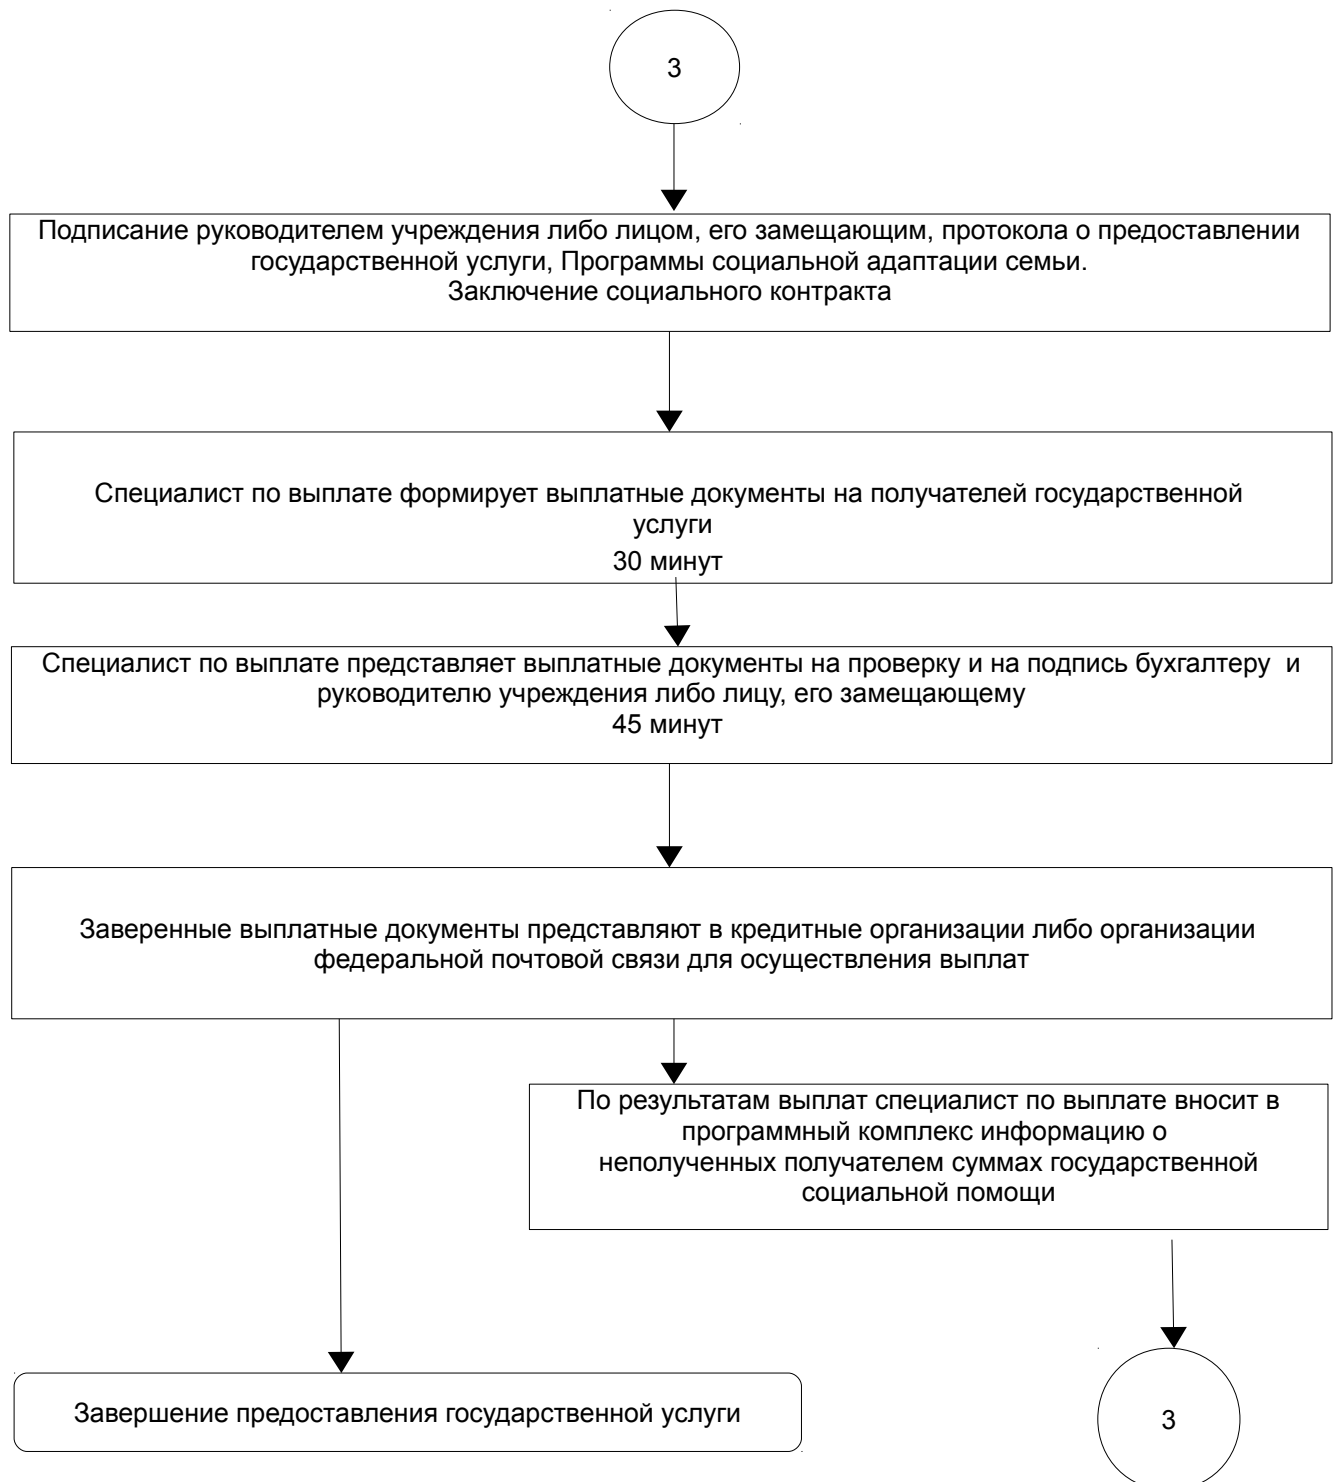 3
Подписание руководителем учреждения либо лицом, его замещающим, протокола о предоставлении
государственной услуги, Программы социальной адаптации семьи.
Заключение социального контракта
Специалист по выплате формирует выплатные документы на получателей государственной
услуги
30 минут
Специалист по выплате представляет выплатные документы на проверку и на подпись бухгалтеру  и
руководителю учреждения либо лицу, его замещающему
45 минут
Заверенные выплатные документы представляют в кредитные организации либо организации
федеральной почтовой связи для осуществления выплат
По результатам выплат специалист по выплате вносит в
программный комплекс информацию о
неполученных получателем суммах государственной
социальной помощи
Завершение предоставления государственной услуги
3